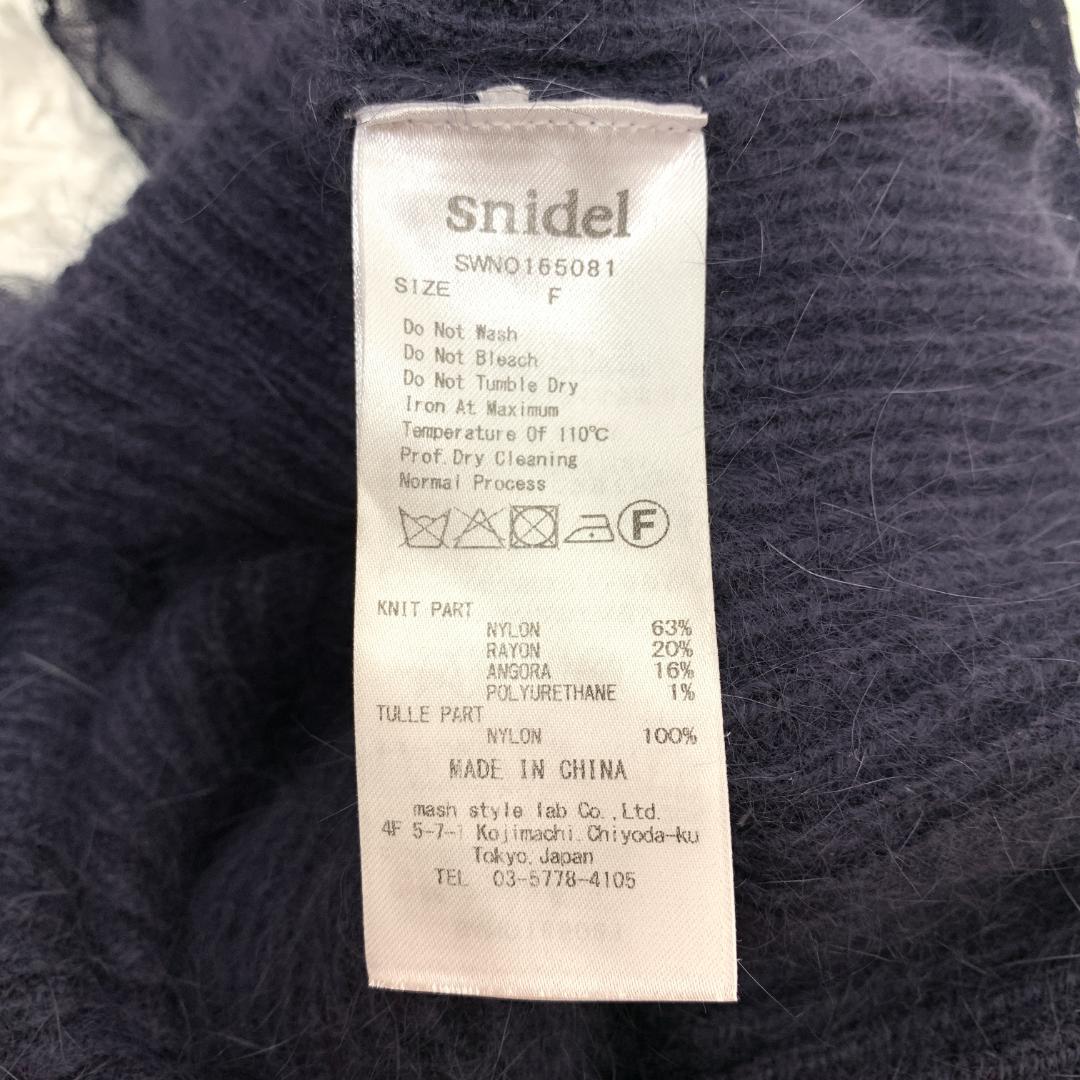 snidel
SWNO165081
SIZE F
Do Not Wash
Do Not Bleach
Do Not Tumble Dry
Iron At Maximum
Temperature Of 110℃
Prof.Dry Cleaning
Normal Process
F
KNIT PART
NYLON 63%
RAYON 20%
ANGORA 16%
POLYURETHANE 1%
TULLE PART
NYLON 100%
MADE IN CHINA
mash style lab Co.,Ltd.
4F 5-7-1 Kojimachi.Chiyoda-ku
Tokyo,Japan
TEL 03-5778-4105